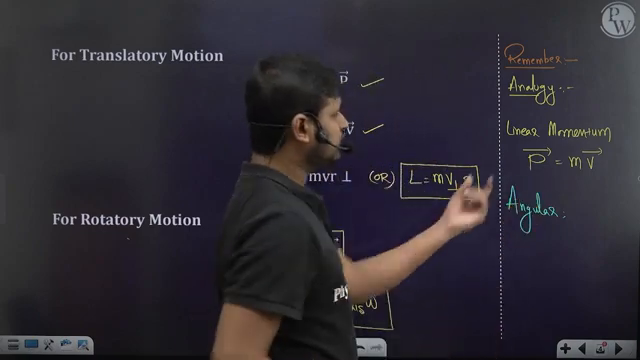 PW
For Translatory Motion
P⃗
V⃗
mvr ⊥ (OR) L = mV⊥
For Rotatory Motion
ω
Remember :-
Analogy :-
Linear Momentum
P⃗ = mV⃗
Angular :